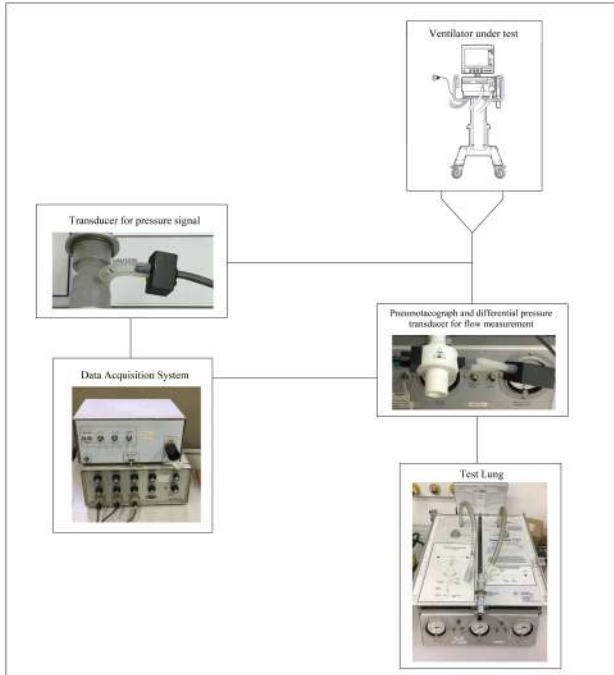 Ventilator under test
Transducer for pressure signal
Pneumotacograph and differential pressure
transducer for flow measurement
Data Acquisition System
Test Lung